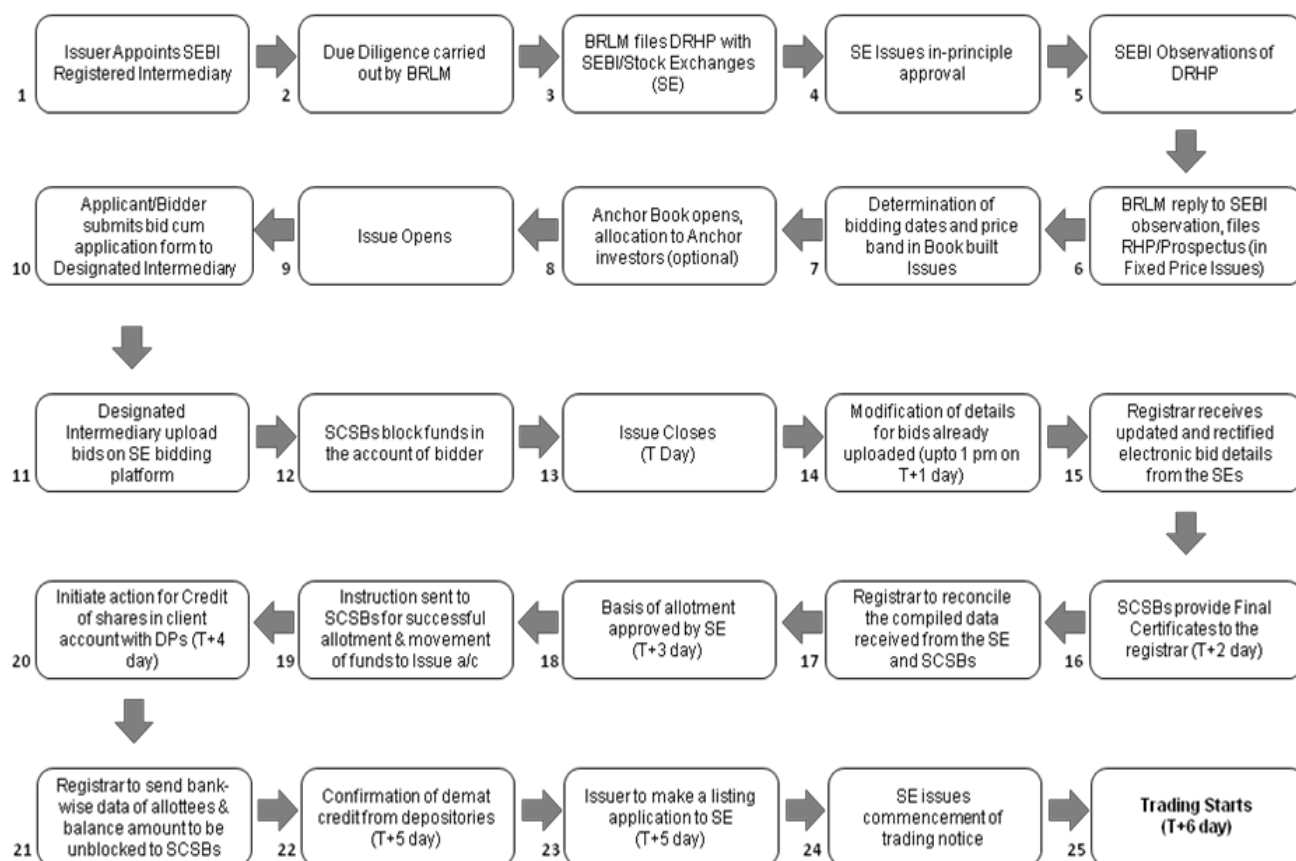 Issuer Appoints SEBI
Registered Intermediary
1
Due Diligence carried
out by BRLM
2
BRLM files DRHP with
SEBI/Stock Exchanges
(SE)
3
SE Issues in-principle
approval
4
SEBI Observations of
DRHP
5
BRLM reply to SEBI
observation, files
RHP/Prospectus (in
Fixed Price Issues)
6
Determination of
bidding dates and price
band in Book built
Issues
7
Anchor Book opens,
allocation to Anchor
investors (optional)
8
Issue Opens
9
Applicant/Bidder
submits bid cum
application form to
Designated Intermediary
10
Designated
Intermediary upload
bids on SE bidding
platform
11
SCSBs block funds in
the account of bidder
12
Issue Closes
(T Day)
13
Modification of details
for bids already
uploaded (upto 1 pm on
T+1 day)
14
Registrar receives
updated and rectified
electronic bid details
from the SEs
15
SCSBs provide Final
Certificates to the
registrar (T+2 day)
16
Registrar to reconcile
the compiled data
received from the SE
and SCSBs
17
Basis of allotment
approved by SE
(T+3 day)
18
Instruction sent to
SCSBs for successful
allotment & movement
of funds to Issue a/c
19
Initiate action for Credit
of shares in client
account with DPs (T+4
day)
20
Registrar to send bank-
wise data of allottees &
balance amount to be
unblocked to SCSBs
21
Confirmation of demat
credit from depositories
(T+5 day)
22
Issuer to make a listing
application to SE
(T+5 day)
23
SE issues
commencement of
trading notice
24
Trading Starts
(T+6 day)
25